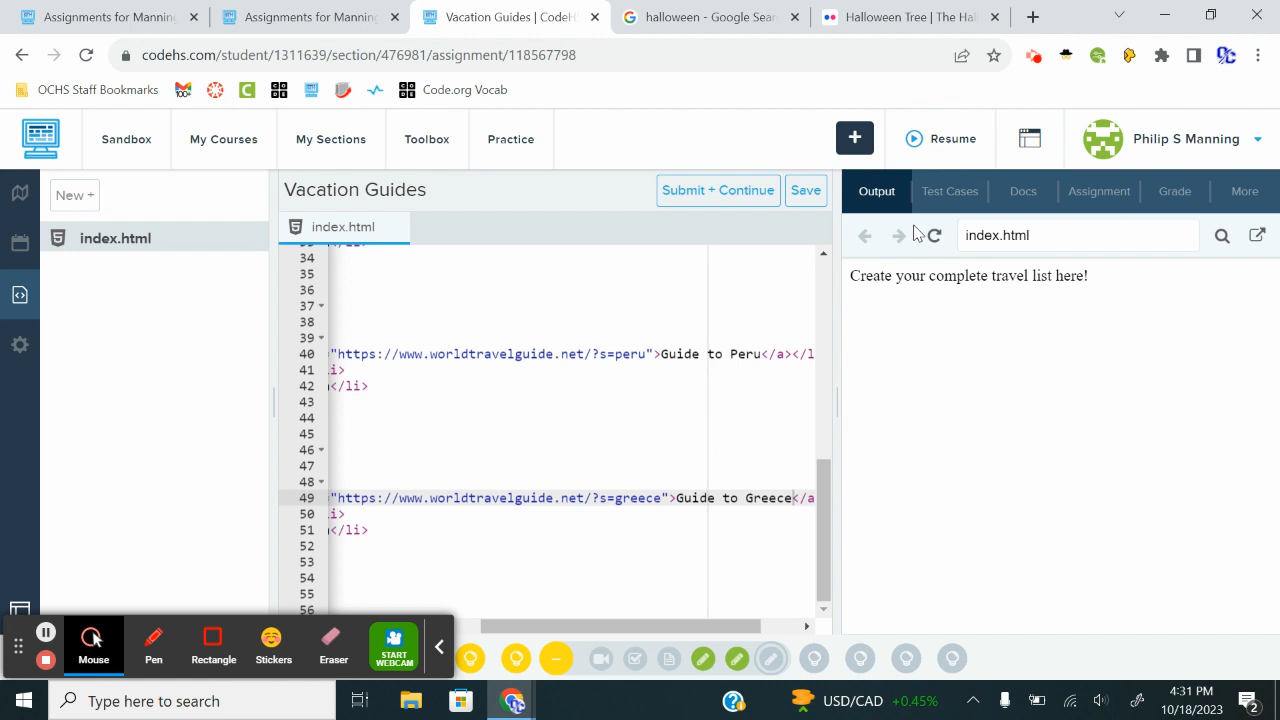 Assignments for Manning
Assignments for Manning
Vacation Guides | CodeH
halloween - Google Sear
Halloween Tree | The Hal
codehs.com/student/1311639/section/476981/assignment/118567798
OCHS Staff Bookmarks
Code.org Vocab
Sandbox
My Courses
My Sections
Toolbox
Practice
+
Resume
Philip S Manning
New +
Vacation Guides
Submit + Continue
Save
Output
Test Cases
Docs
Assignment
Grade
More
index.html
index.html
index.html
Create your complete travel list here!
34
35
36
37
38
39
40 "https://www.worldtravelguide.net/?s=peru">Guide to Peru</a></l
41 i>
42 </li>
43
44
45
46
47
48
49 "https://www.worldtravelguide.net/?s=greece">Guide to Greece</a
50 i>
51 </li>
52
53
54
55
56
Mouse
Pen
Rectangle
Stickers
Eraser
START
WEBCAM
Type here to search
USD/CAD +0.45%
4:31 PM
10/18/2023
2